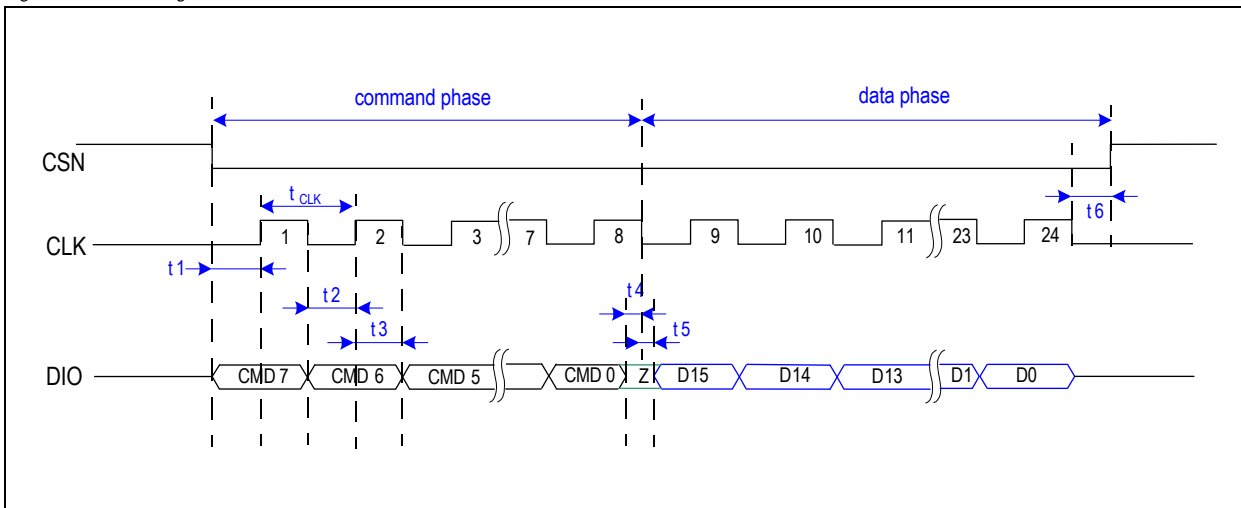 command phase data phase
CSN
t CLK
t6
1 2 3 7 8 9 10 11 23 24
CLK
t1
t2 t4
t3 t5
DIO CMD 7 CMD 6 CMD 5 CMD 0 Z D15 D14 D13 D1 D0